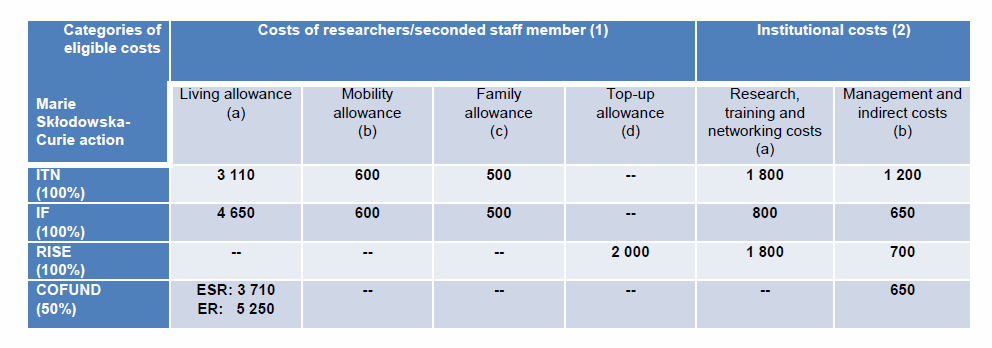 Categories of eligible costs
Costs of researchers/seconded staff member (1)
Institutional costs (2)
Marie
Skłodowska-
Curie action
Living allowance
(a)
Mobility
allowance
(b)
Family
allowance
(c)
Top-up
allowance
(d)
Research,
training and
networking costs
(a)
Management and
indirect costs
(b)
ITN
(100%)
3 110
600
500
--
1 800
1 200
IF
(100%)
4 650
600
500
--
800
650
RISE
(100%)
--
--
--
2 000
1 800
700
COFUND
(50%)
ESR: 3 710
ER: 5 250
--
--
--
--
650